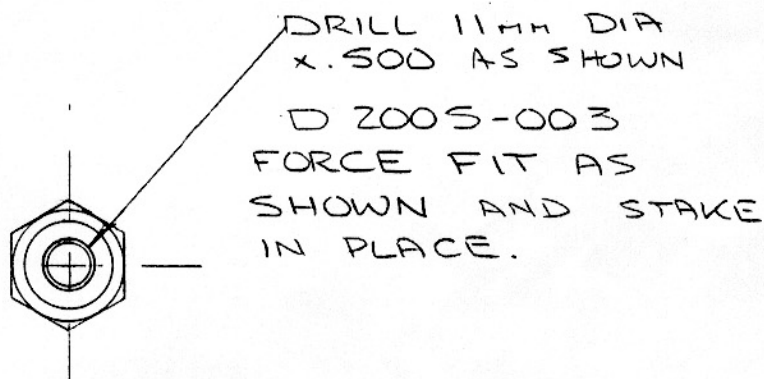 DRILL 11mm DIA
x .500 AS SHOWN
D 2005-003
FORCE FIT AS
SHOWN AND STAKE
IN PLACE.